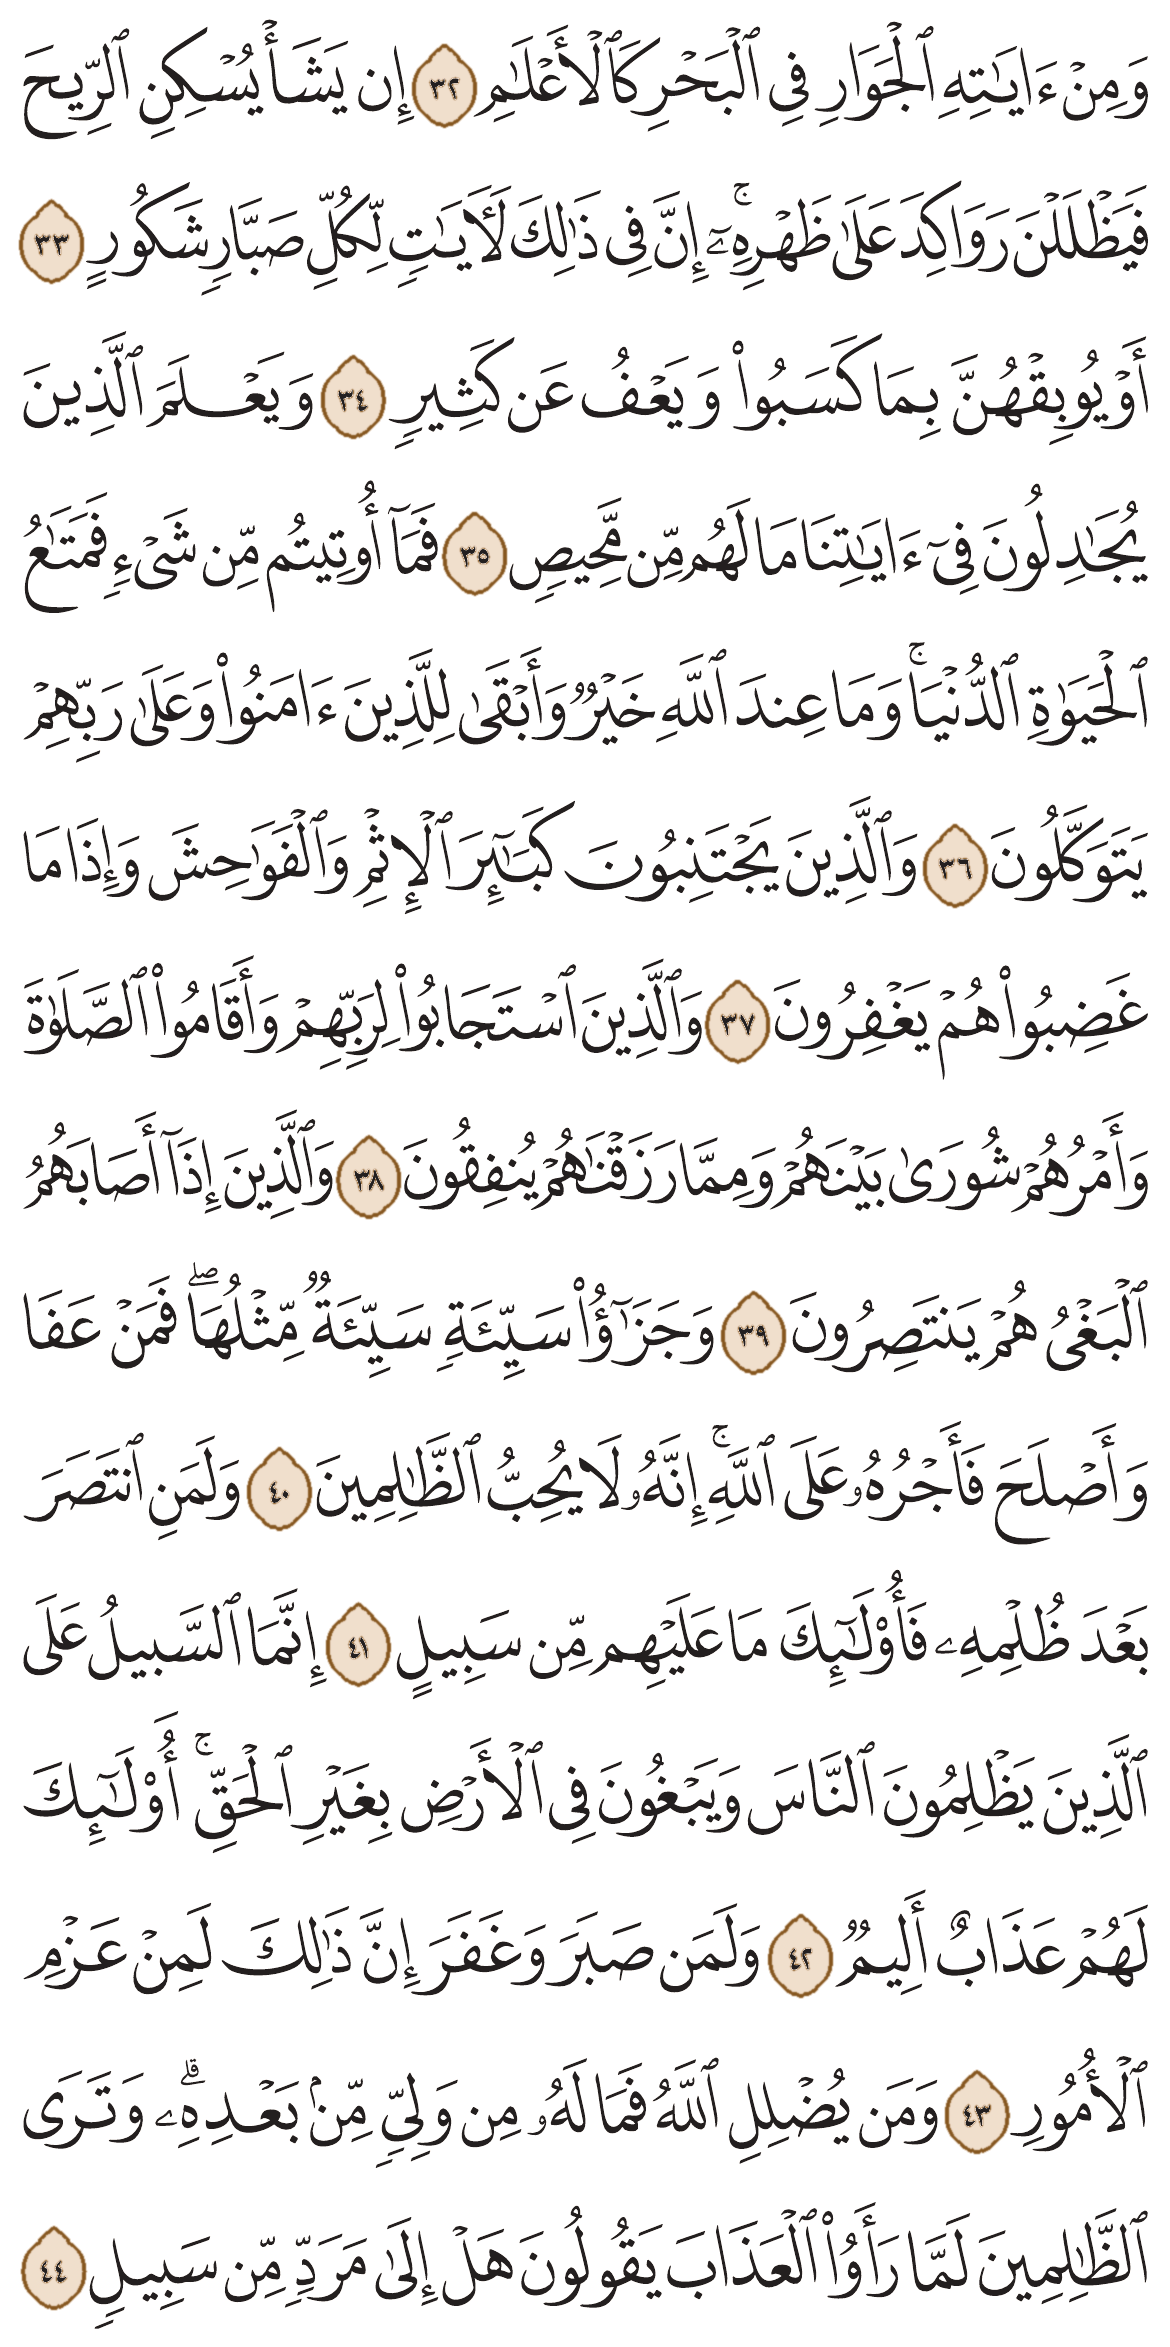 وَمِنْ ءَايَٰتِهِ ٱلْجَوَارِ فِى ٱلْبَحْرِ كَٱلْأَعْلَٰمِ ٣٢ إِن يَشَأْ يُسْكِنِ ٱلرِّيحَ
فَيَظْلَلْنَ رَوَاكِدَ عَلَىٰ ظَهْرِهِۦٓ ۚ إِنَّ فِى ذَٰلِكَ لَءَايَٰتٍ لِّكُلِّ صَبَّارٍ شَكُورٍ ٣٣
أَوْ يُوبِقْهُنَّ بِمَا كَسَبُوا۟ وَيَعْفُ عَن كَثِيرٍ ٣٤ وَيَعْلَمَ ٱلَّذِينَ
يُجَٰدِلُونَ فِىٓ ءَايَٰتِنَا مَا لَهُم مِّن مَّحِيصٍ ٣٥ فَمَآ أُوتِيتُم مِّن شَىْءٍ فَمَتَٰعُ
ٱلْحَيَوٰةِ ٱلدُّنْيَا ۚ وَمَا عِندَ ٱللَّهِ خَيْرٌ وَأَبْقَىٰ لِلَّذِينَ ءَامَنُوا۟ وَعَلَىٰ رَبِّهِمْ
يَتَوَكَّلُونَ ٣٦ وَٱلَّذِينَ يَجْتَنِبُونَ كَبَٰٓئِرَ ٱلْإِثْمِ وَٱلْفَوَٰحِشَ وَإِذَا مَا
غَضِبُوا۟ هُمْ يَغْفِرُونَ ٣٧ وَٱلَّذِينَ ٱسْتَجَابُوا۟ لِرَبِّهِمْ وَأَقَامُوا۟ ٱلصَّلَوٰةَ
وَأَمْرُهُمْ شُورَىٰ بَيْنَهُمْ وَمِمَّا رَزَقْنَٰهُمْ يُنفِقُونَ ٣٨ وَٱلَّذِينَ إِذَآ أَصَابَهُمُ
ٱلْبَغْىُ هُمْ يَنتَصِرُونَ ٣٩ وَجَزَٰٓؤُا۟ سَيِّئَةٍ سَيِّئَةٌ مِّثْلُهَا ۖ فَمَنْ عَفَا
وَأَصْلَحَ فَأَجْرُهُۥ عَلَى ٱللَّهِ ۚ إِنَّهُۥ لَا يُحِبُّ ٱلظَّٰلِمِينَ ٤٠ وَلَمَنِ ٱنتَصَرَ
بَعْدَ ظُلْمِهِۦ فَأُو۟لَٰٓئِكَ مَا عَلَيْهِم مِّن سَبِيلٍ ٤١ إِنَّمَا ٱلسَّبِيلُ عَلَى
ٱلَّذِينَ يَظْلِمُونَ ٱلنَّاسَ وَيَبْغُونَ فِى ٱلْأَرْضِ بِغَيْرِ ٱلْحَقِّ ۚ أُو۟لَٰٓئِكَ
لَهُمْ عَذَابٌ أَلِيمٌ ٤٢ وَلَمَن صَبَرَ وَغَفَرَ إِنَّ ذَٰلِكَ لَمِنْ عَزْمِ
ٱلْأُمُورِ ٤٣ وَمَن يُضْلِلِ ٱللَّهُ فَمَا لَهُۥ مِن وَلِىٍّ مِّنۢ بَعْدِهِۦ ۗ وَتَرَى
ٱلظَّٰلِمِينَ لَمَّا رَأَوُا۟ ٱلْعَذَابَ يَقُولُونَ هَلْ إِلَىٰ مَرَدٍّ مِّن سَبِيلٍ ٤٤